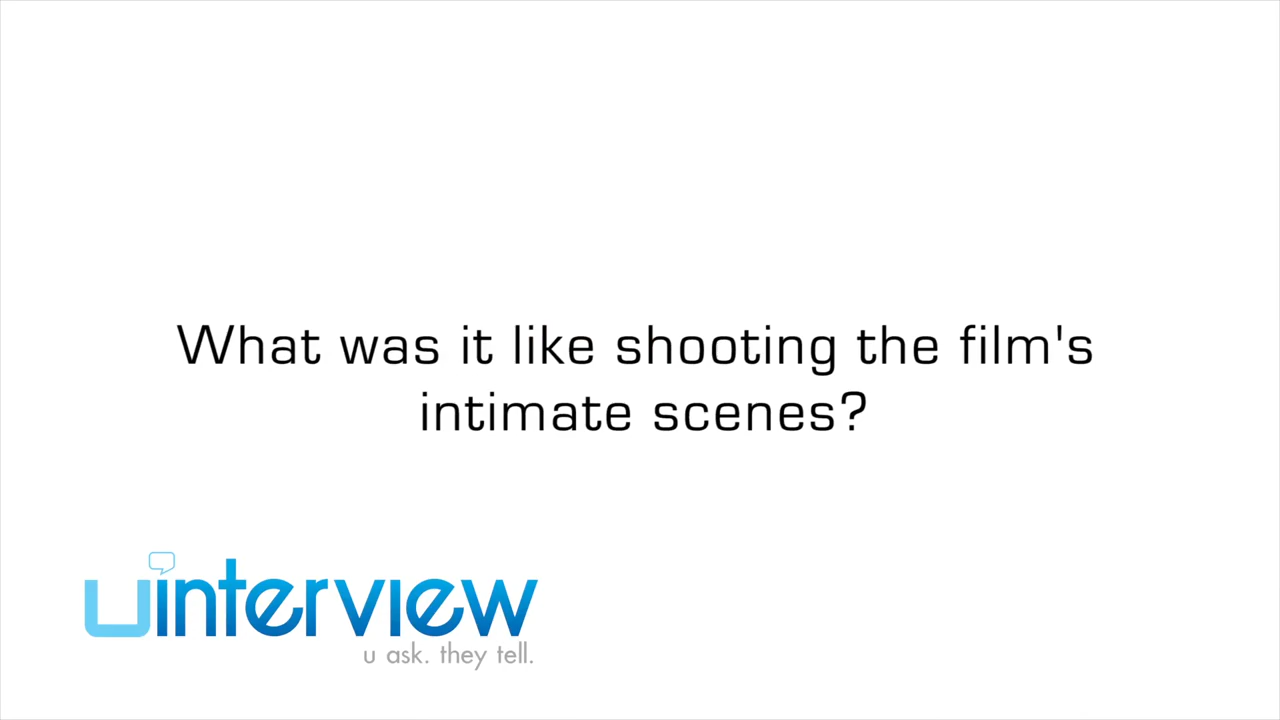 What was it like shooting the film's
intimate scenes?
uinterview
u ask. they tell.